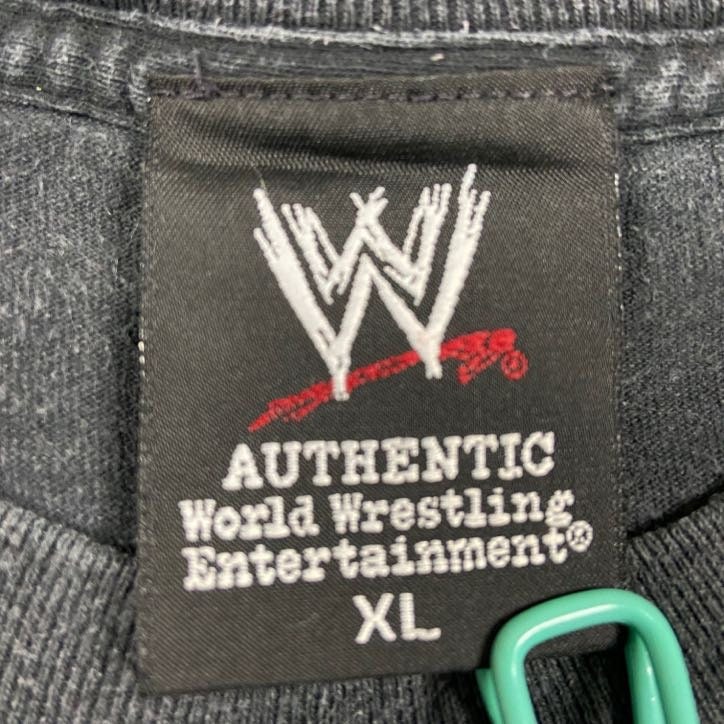 W
AUTHENTIC
World Wrestling
Entertainment®
XL